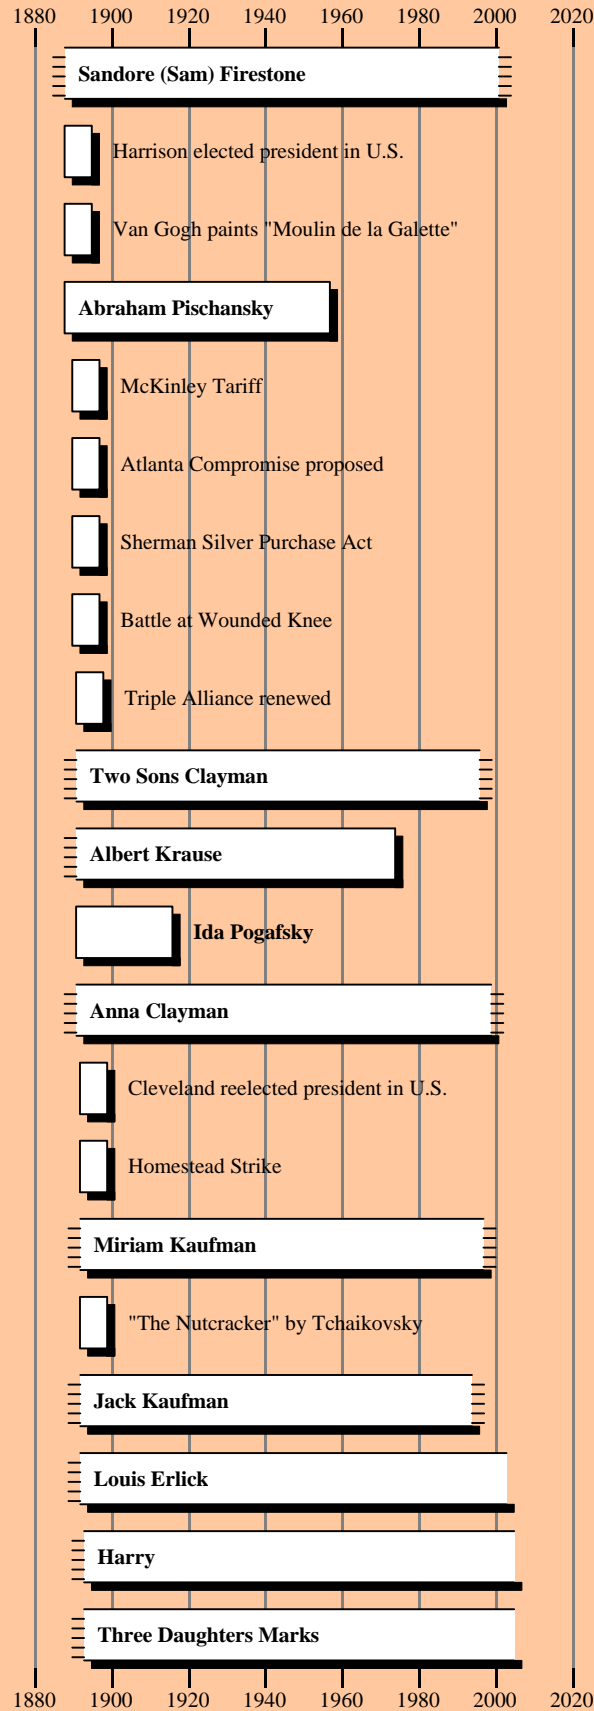 1880 1900 1920 1940 1960 1980 2000 2020
Sandore (Sam) Firestone
Harrison elected president in U.S.
Van Gogh paints "Moulin de la Galette"
Abraham Pischansky
McKinley Tariff
Atlanta Compromise proposed
Sherman Silver Purchase Act
Battle at Wounded Knee
Triple Alliance renewed
Two Sons Clayman
Albert Krause
Ida Pogafsky
Anna Clayman
Cleveland reelected president in U.S.
Homestead Strike
Miriam Kaufman
"The Nutcracker" by Tchaikovsky
Jack Kaufman
Louis Erlick
Harry
Three Daughters Marks
1880 1900 1920 1940 1960 1980 2000 2020